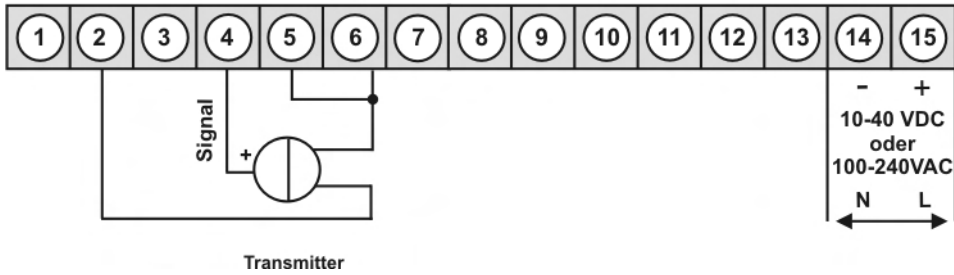 1 2 3 4 5 6 7 8 9 10 11 12 13 14 15
- +
Signal
+
10-40 VDC
oder
100-240VAC
N L
Transmitter